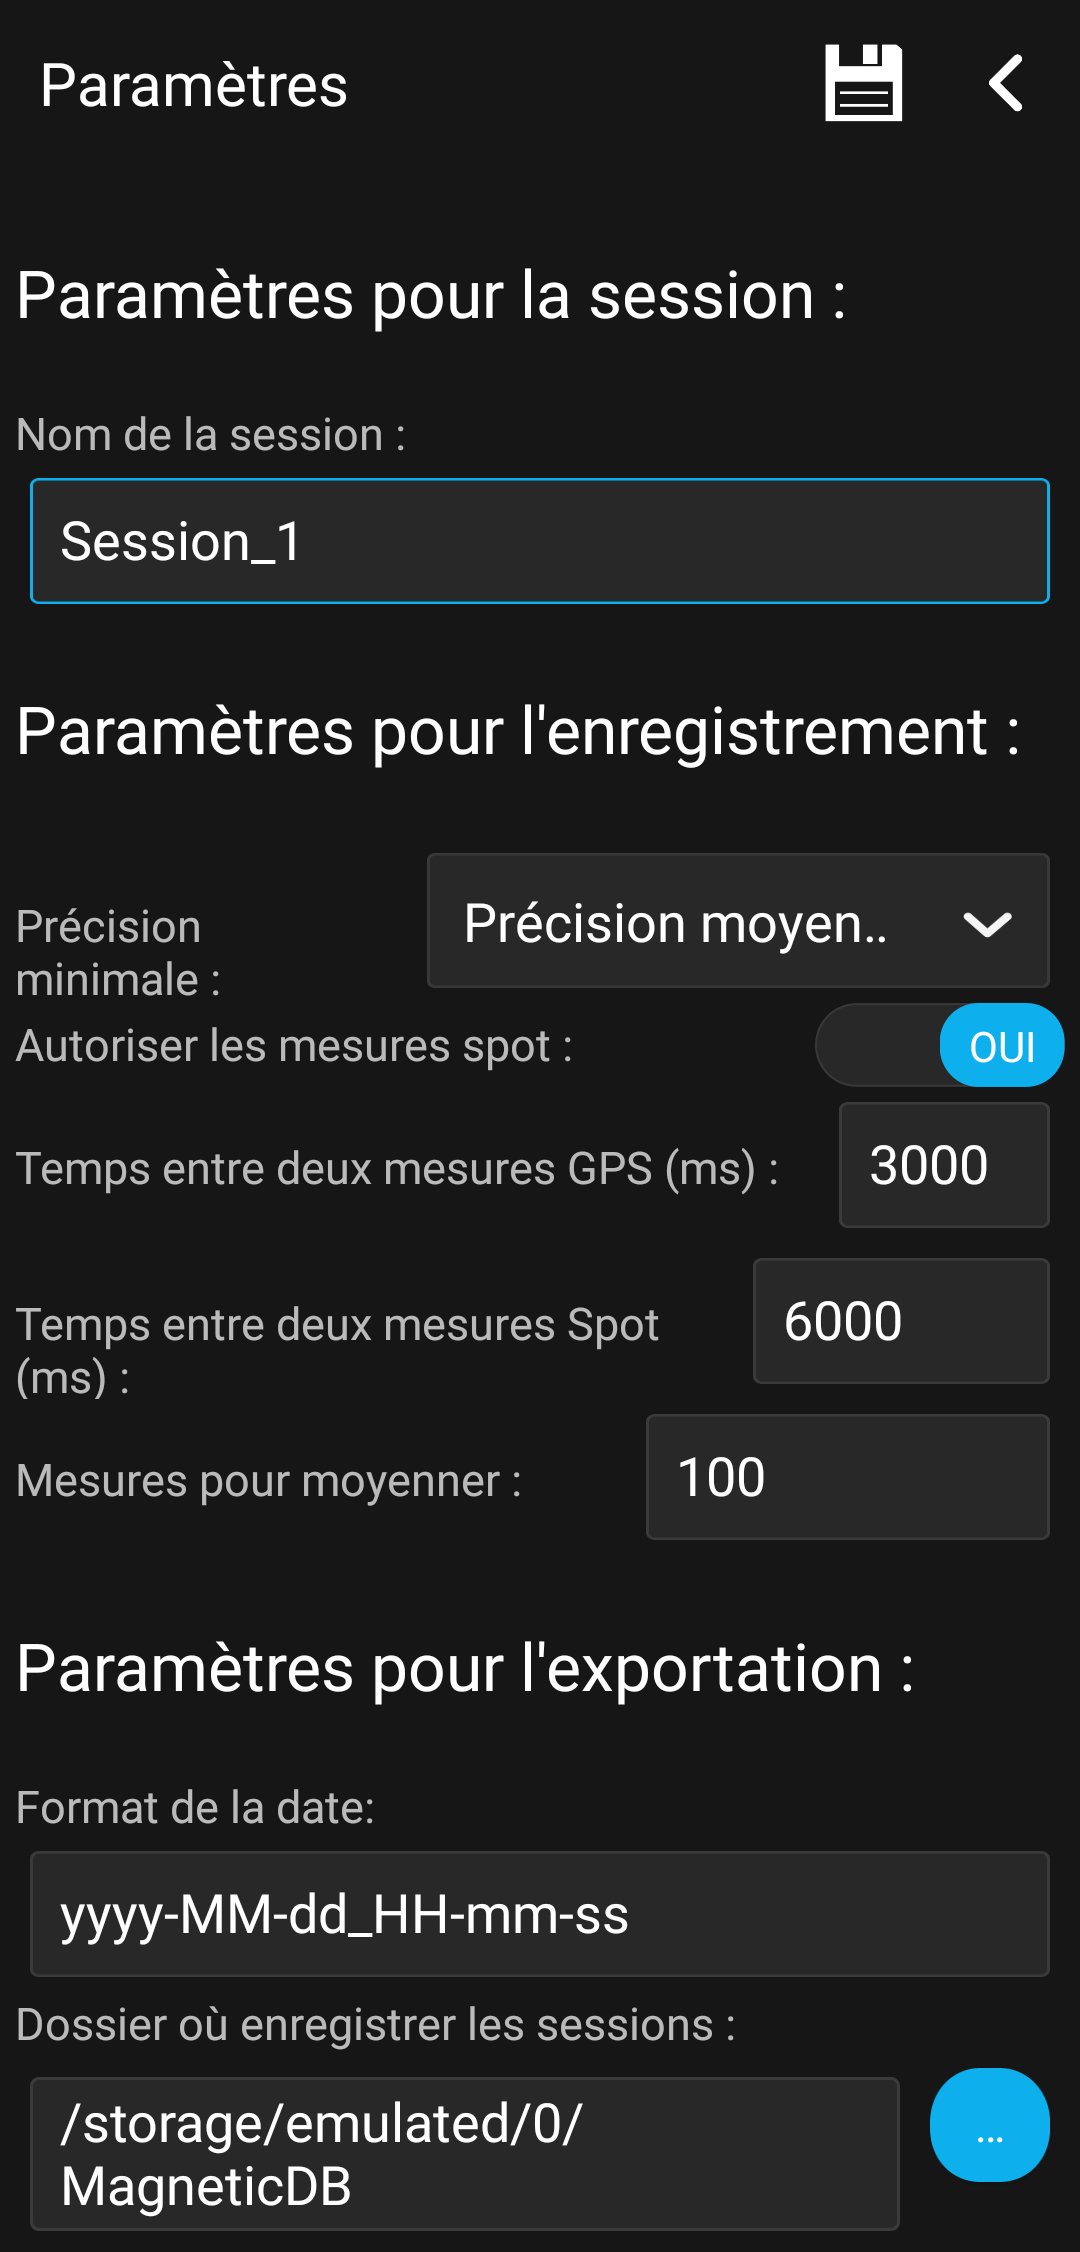 Paramètres
Paramètres pour la session :
Nom de la session :
Session_1
Paramètres pour l'enregistrement :
Précision
minimale :
Précision moyen..
Autoriser les mesures spot :
OUI
Temps entre deux mesures GPS (ms) :
3000
Temps entre deux mesures Spot
(ms) :
6000
Mesures pour moyenner :
100
Paramètres pour l'exportation :
Format de la date:
yyyy-MM-dd_HH-mm-ss
Dossier où enregistrer les sessions :
/storage/emulated/0/
MagneticDB
...